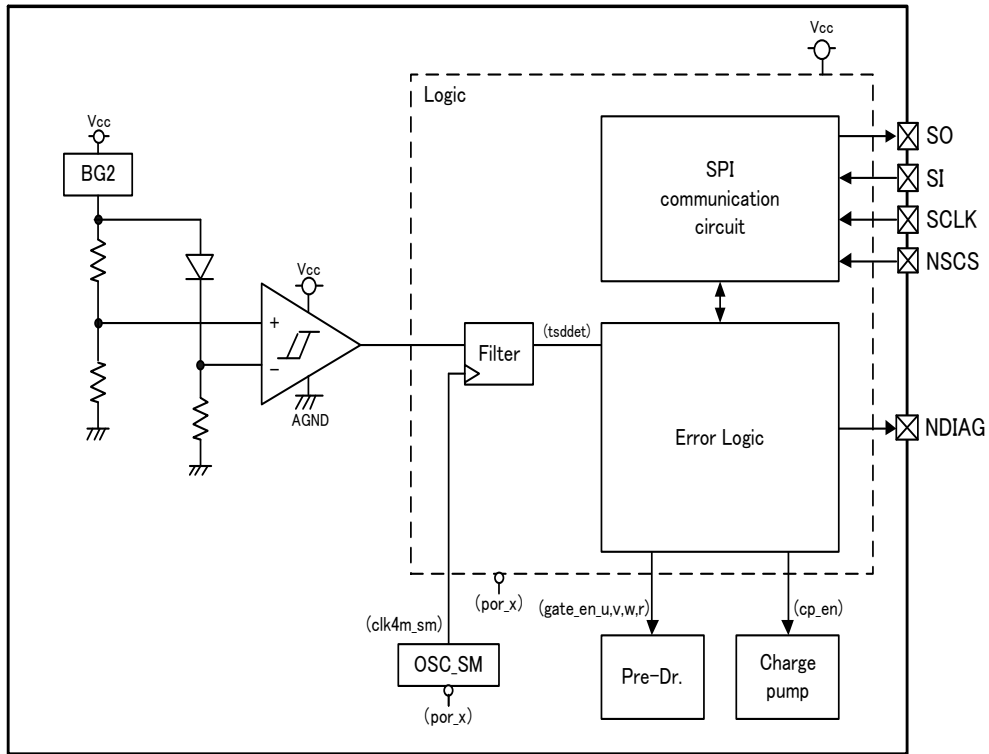 Vcc
Logic
Vcc
BG2
SPI
communication
circuit
SO
SI
SCLK
NSCS
Vcc
+
−
AGND
Filter
(tsddet)
Error Logic
NDIAG
(por_x)
(gate_en_u,v,w,r)
(cp_en)
(clk4m_sm)
OSC_SM
(por_x)
Pre-Dr.
Charge
pump